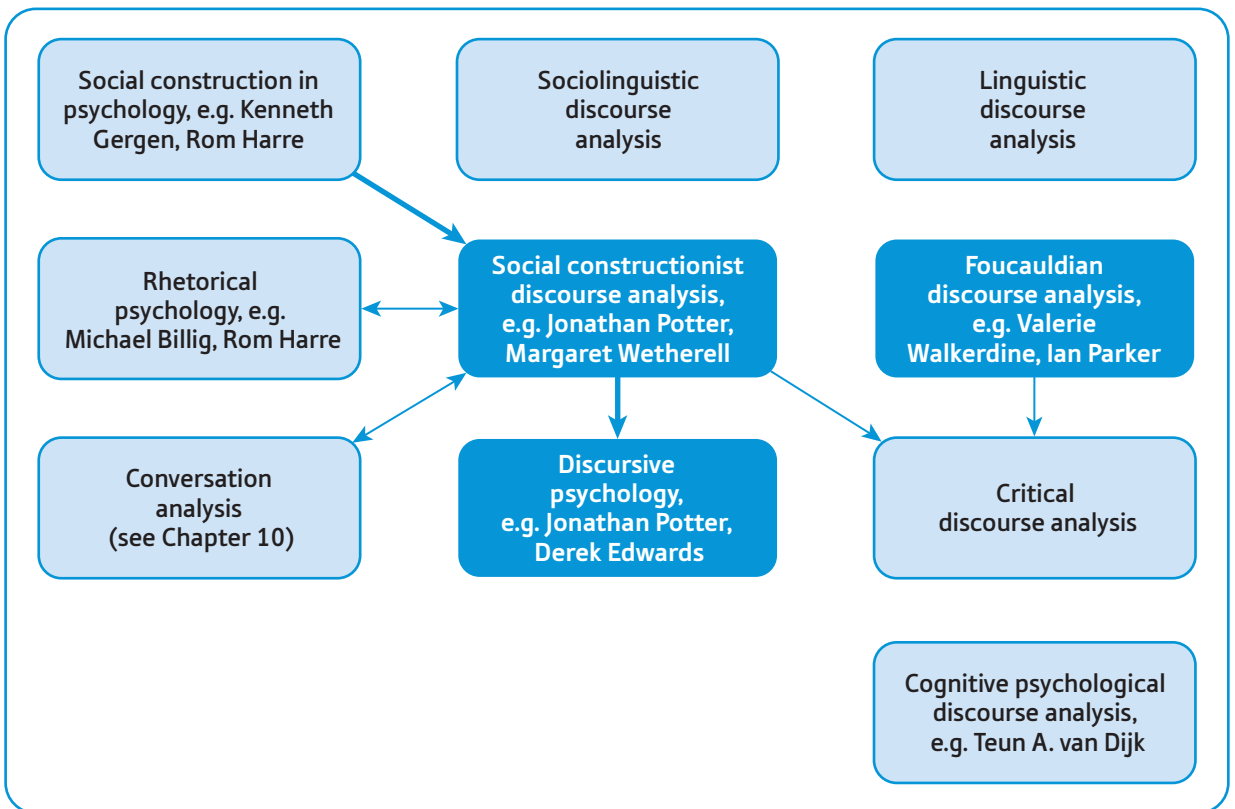 Social construction in
psychology, e.g. Kenneth
Gergen, Rom Harre
Sociolinguistic
discourse
analysis
Linguistic
discourse
analysis
Rhetorical
psychology, e.g.
Michael Billig, Rom Harre
Social constructionist
discourse analysis,
e.g. Jonathan Potter,
Margaret Wetherell
Foucauldian
discourse analysis,
e.g. Valerie
Walkerdine, Ian Parker
Conversation
analysis
(see Chapter 10)
Discursive
psychology,
e.g. Jonathan Potter,
Derek Edwards
Critical
discourse analysis
Cognitive psychological
discourse analysis,
e.g. Teun A. van Dijk